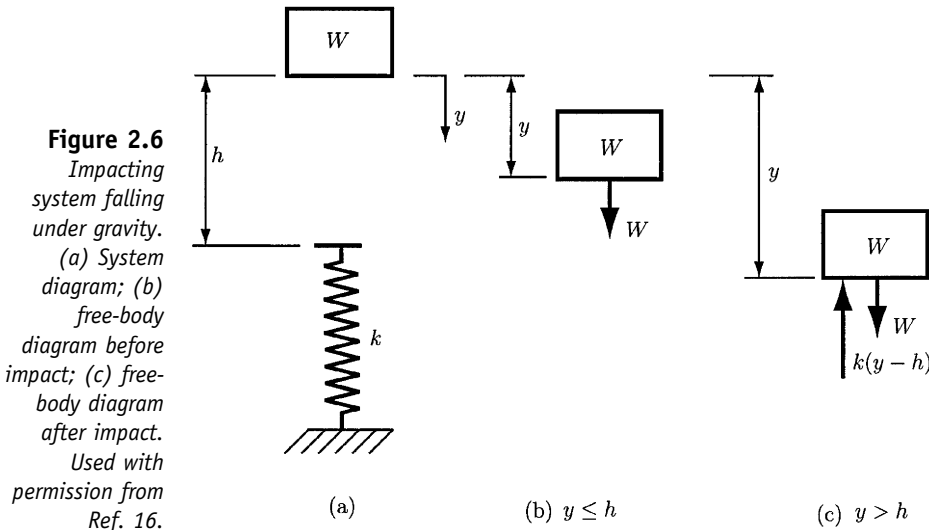 Figure 2.6
Impacting
system falling
under gravity.
(a) System
diagram; (b)
free-body
diagram before
impact; (c) free-
body diagram
after impact.
Used with
permission from
Ref. 16.
W
h
y
k
(a)
y
W
W
(b) y ≤ h
y
W
W
k(y − h)
(c) y > h